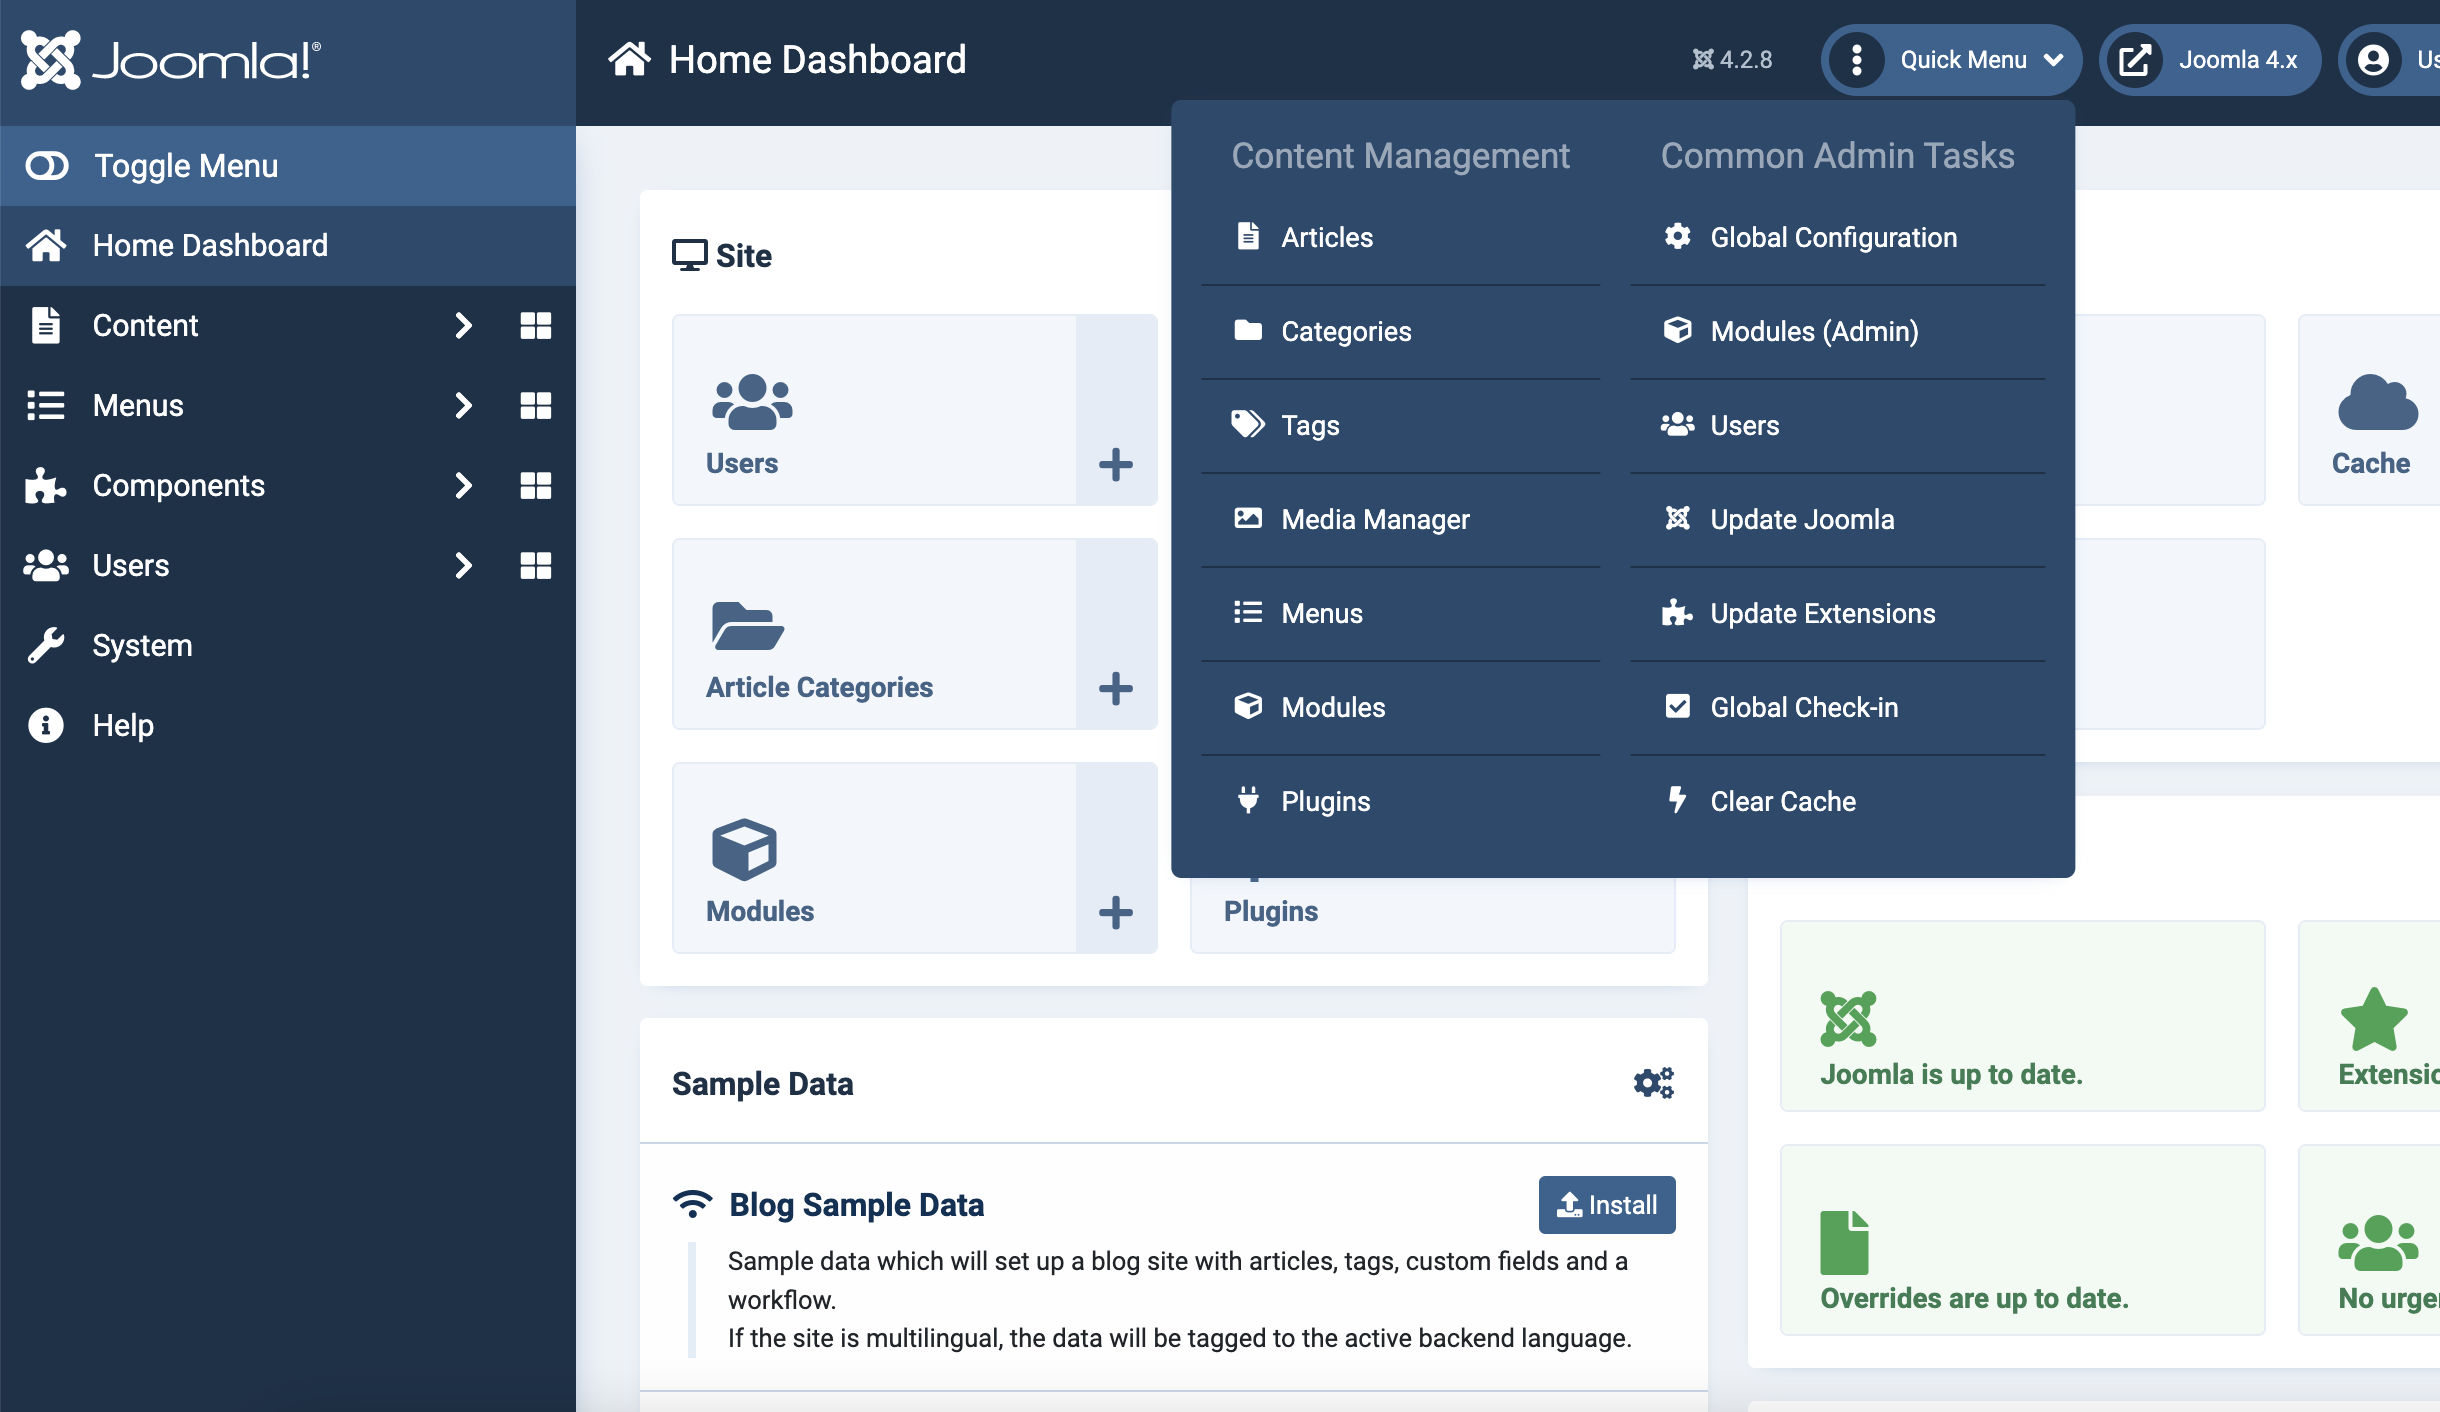 Joomla!®
Home Dashboard
4.2.8
Quick Menu
Joomla 4.x
Toggle Menu
Home Dashboard
Content
Menus
Components
Users
System
Help
Content Management
Articles
Categories
Tags
Media Manager
Menus
Modules
Plugins
Common Admin Tasks
Global Configuration
Modules (Admin)
Users
Update Joomla
Update Extensions
Global Check-in
Clear Cache
Site
Users
Article Categories
Modules
Plugins
Cache
Sample Data
Blog Sample Data
Install
Sample data which will set up a blog site with articles, tags, custom fields and a
workflow.
If the site is multilingual, the data will be tagged to the active backend language.
Joomla is up to date.
Overrides are up to date.
No